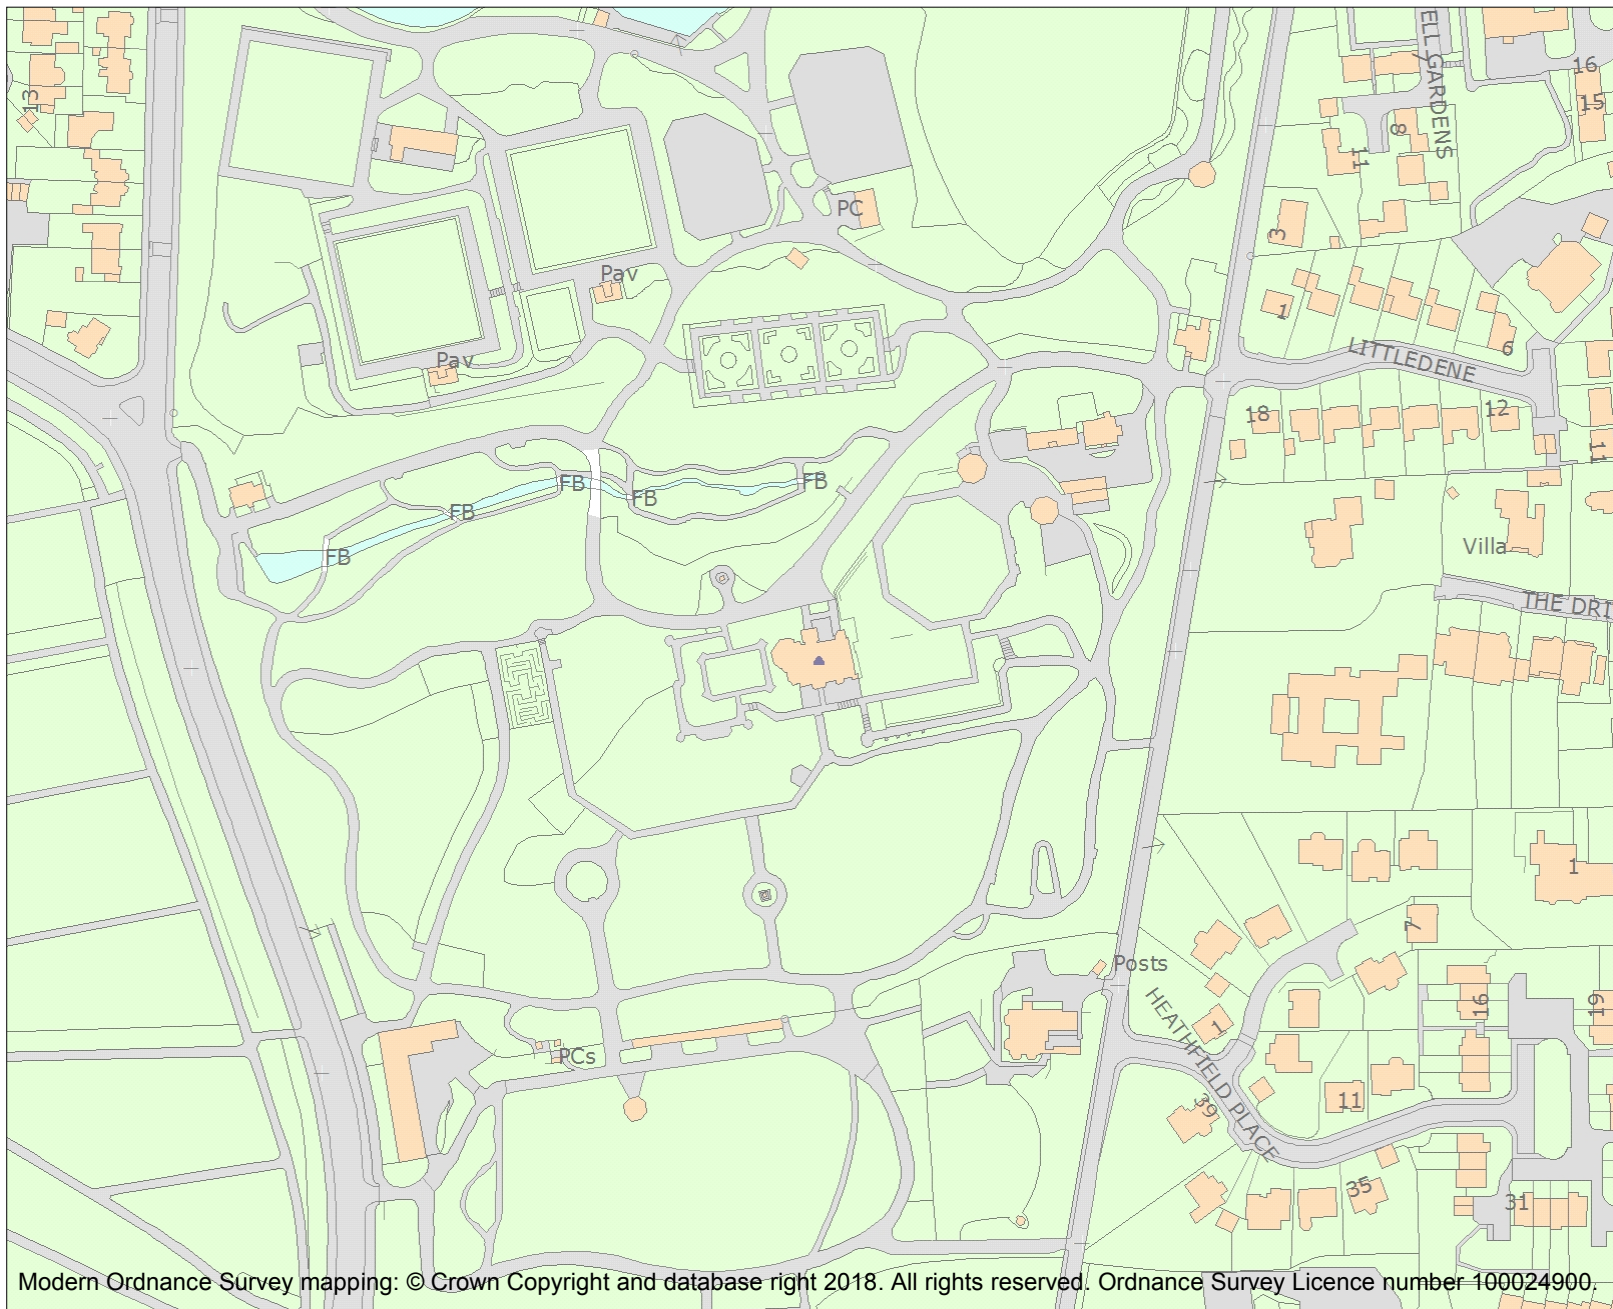 ELL GARDENS
7
16
13
15
8
11
PC
3
Pav
1
Pav
LITTLEDENE
6
18
12
11
FB
FB
FB
FB
FB
Villa
THE DRI
1
7
Posts
HEATHFIELD PLACE
16
19
1
PCs
39
11
35
31
Modern Ordnance Survey mapping: © Crown Copyright and database right 2018. All rights reserved. Ordnance Survey Licence number 100024900.